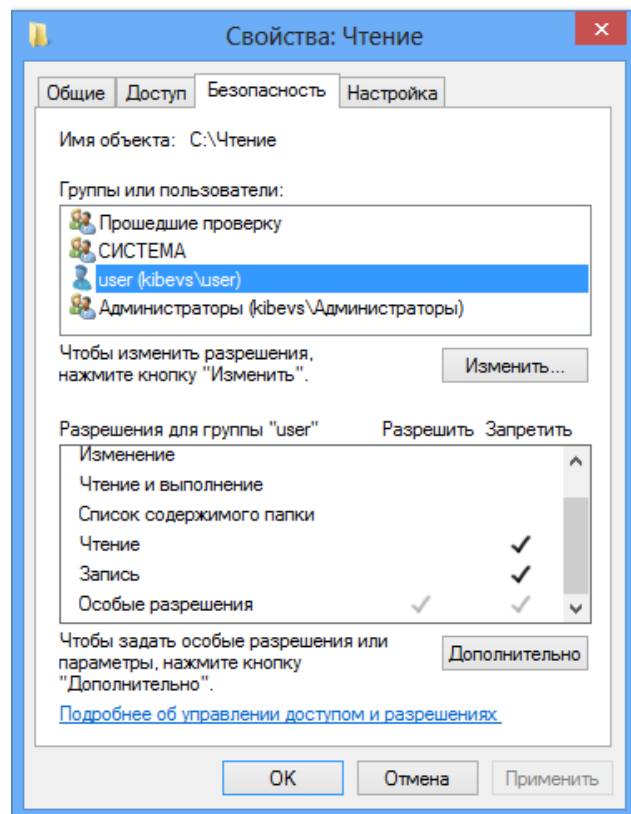 Свойства: Чтение
Общие Доступ Безопасность Настройка
Имя объекта: C:\Чтение
Группы или пользователи:
Прошедшие проверку
СИСТЕМА
user (kibevs\user)
Администраторы (kibevs\Администраторы)
Чтобы изменить разрешения,
нажмите кнопку "Изменить".
Изменить...
Разрешения для группы "user" Разрешить Запретить
Изменение
Чтение и выполнение
Список содержимого папки
Чтение
Запись
Особые разрешения
Чтобы задать особые разрешения или
параметры, нажмите кнопку
"Дополнительно".
Дополнительно
Подробнее об управлении доступом и разрешениях
OK Отмена Применить